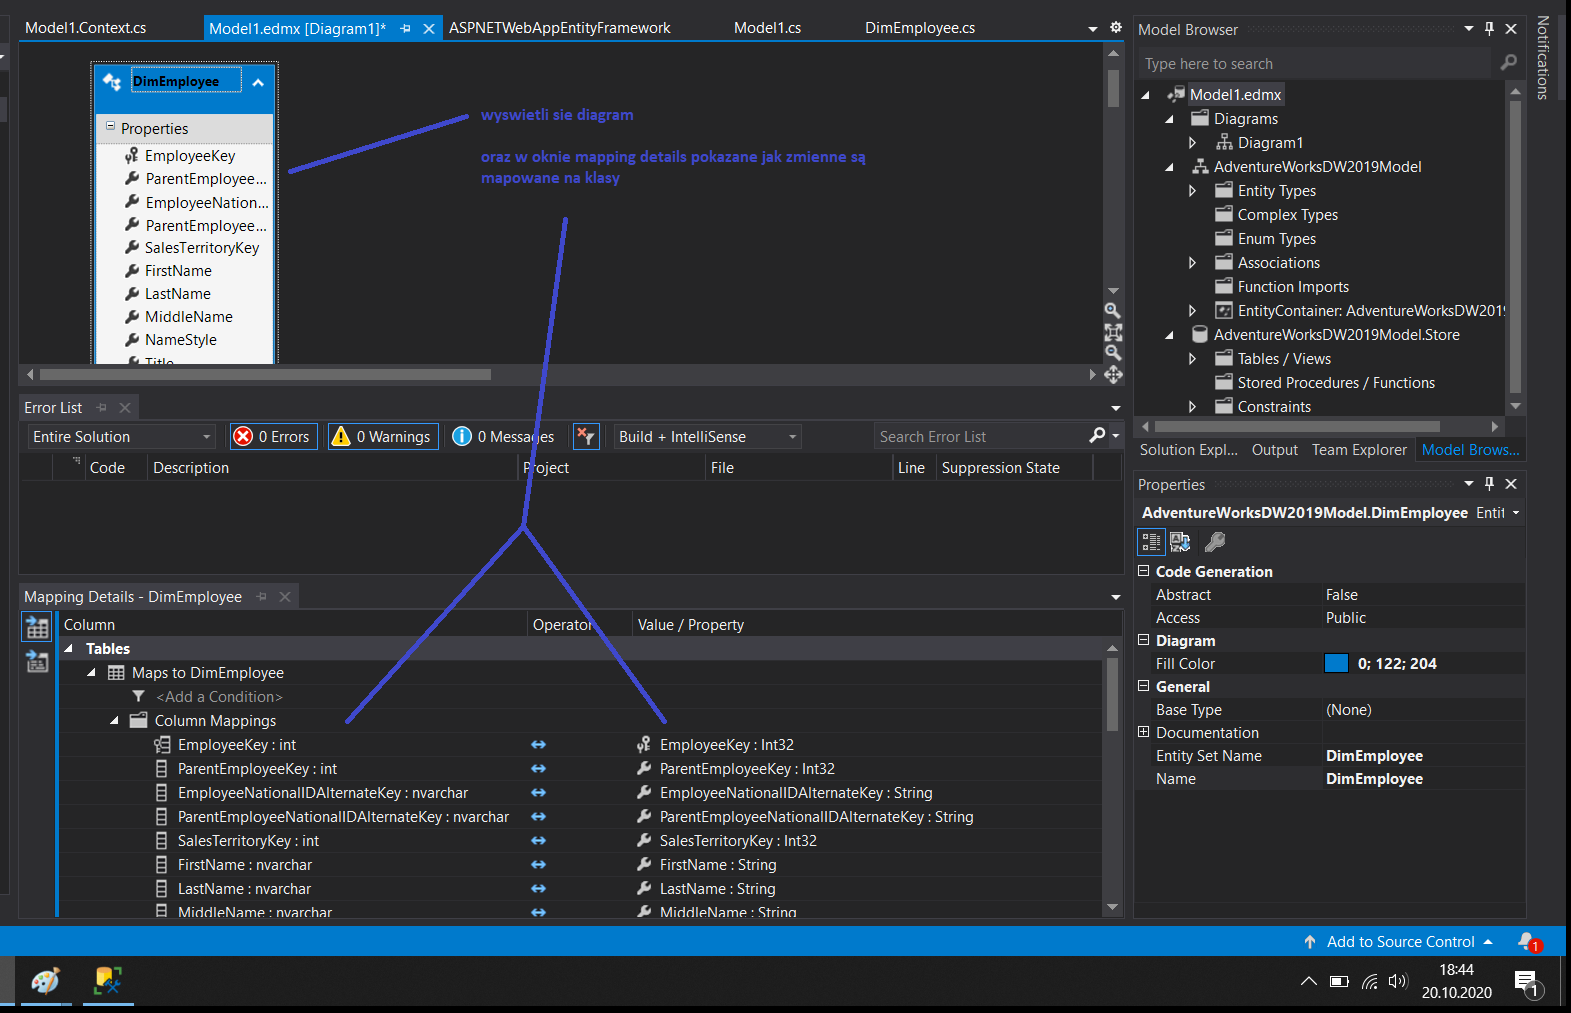 Model1.Context.cs
Model1.edmx [Diagram1]*
ASPNETWebAppEntityFramework
Model1.cs
DimEmployee.cs
DimEmployee
Properties
EmployeeKey
ParentEmployee...
EmployeeNation...
ParentEmployee...
SalesTerritoryKey
FirstName
LastName
MiddleName
NameStyle
Title
wyswietli sie diagram
oraz w oknie mapping details pokazane jak zmienne są
mapowane na klasy
Error List
Entire Solution
0 Errors
0 Warnings
0 Messages
Build + IntelliSense
Search Error List
Code
Description
Project
File
Line
Suppression State
Mapping Details - DimEmployee
Column
Operator
Value / Property
Tables
Maps to DimEmployee
<Add a Condition>
Column Mappings
EmployeeKey : int
EmployeeKey : Int32
ParentEmployeeKey : int
ParentEmployeeKey : Int32
EmployeeNationalIDAlternateKey : nvarchar
EmployeeNationalIDAlternateKey : String
ParentEmployeeNationalIDAlternateKey : nvarchar
ParentEmployeeNationalIDAlternateKey : String
SalesTerritoryKey : int
SalesTerritoryKey : Int32
FirstName : nvarchar
FirstName : String
LastName : nvarchar
LastName : String
MiddleName : nvarchar
MiddleName : String
Model Browser
Type here to search
Model1.edmx
Diagrams
Diagram1
AdventureWorksDW2019Model
Entity Types
Complex Types
Enum Types
Associations
Function Imports
EntityContainer: AdventureWorksDW2019
AdventureWorksDW2019Model.Store
Tables / Views
Stored Procedures / Functions
Constraints
Solution Expl...
Output
Team Explorer
Model Brows...
Properties
AdventureWorksDW2019Model.DimEmployee Entit
Code Generation
Abstract
False
Access
Public
Diagram
Fill Color
0; 122; 204
General
Base Type
(None)
Documentation
Entity Set Name
DimEmployee
Name
DimEmployee
Notifications
Add to Source Control
1
18:44
20.10.2020
1